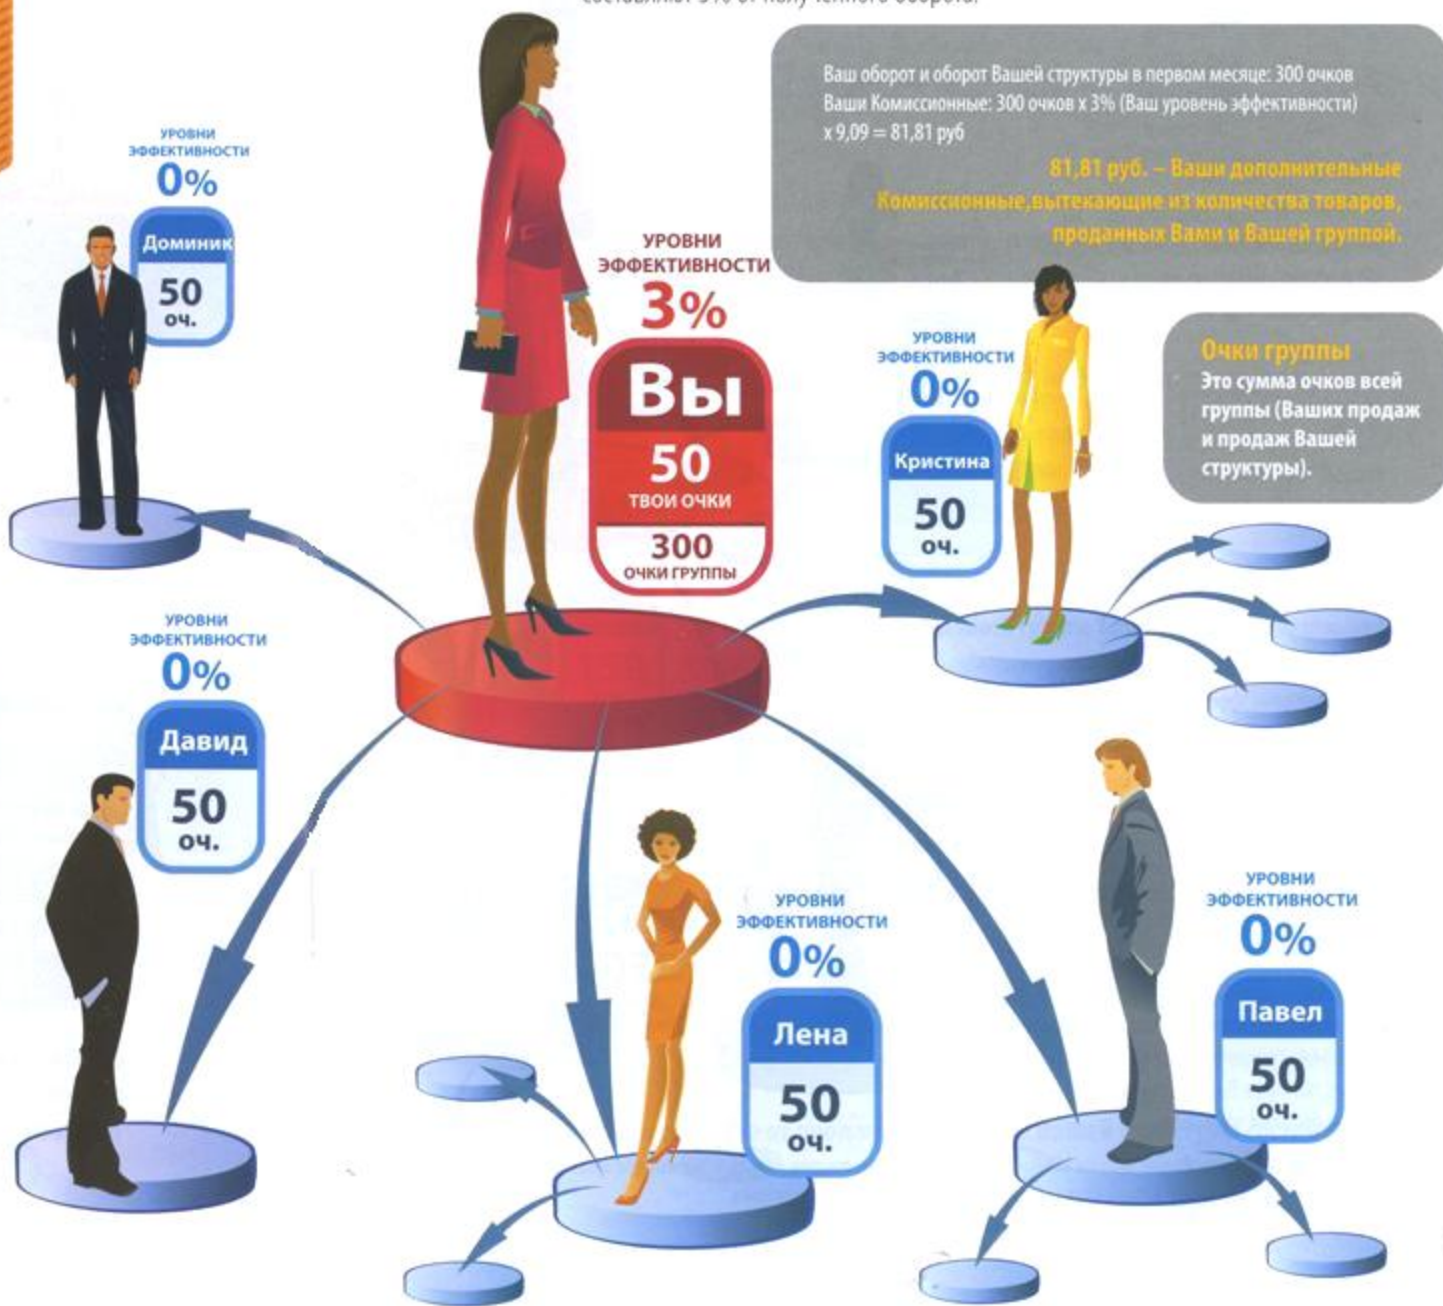 Ваш оборот и оборот Вашей структуры в первом месяце: 300 очков
Ваши Комиссионные: 300 очков х 3% (Ваш уровень эффективности)
х 9,09 = 81,81 руб
81,81 руб. – Ваши дополнительные
Комиссионные,вытекающие из количества товаров,
проданных Вами и Вашей группой.
УРОВНИ
ЭФФЕКТИВНОСТИ
0%
Доминик
50
оч.
УРОВНИ
ЭФФЕКТИВНОСТИ
3%
Вы
50
ТВОИ ОЧКИ
300
ОЧКИ ГРУППЫ
УРОВНИ
ЭФФЕКТИВНОСТИ
0%
Кристина
50
оч.
Очки группы
Это сумма очков всей
группы (Ваших продаж
и продаж Вашей
структуры).
УРОВНИ
ЭФФЕКТИВНОСТИ
0%
Давид
50
оч.
УРОВНИ
ЭФФЕКТИВНОСТИ
0%
Лена
50
оч.
УРОВНИ
ЭФФЕКТИВНОСТИ
0%
Павел
50
оч.